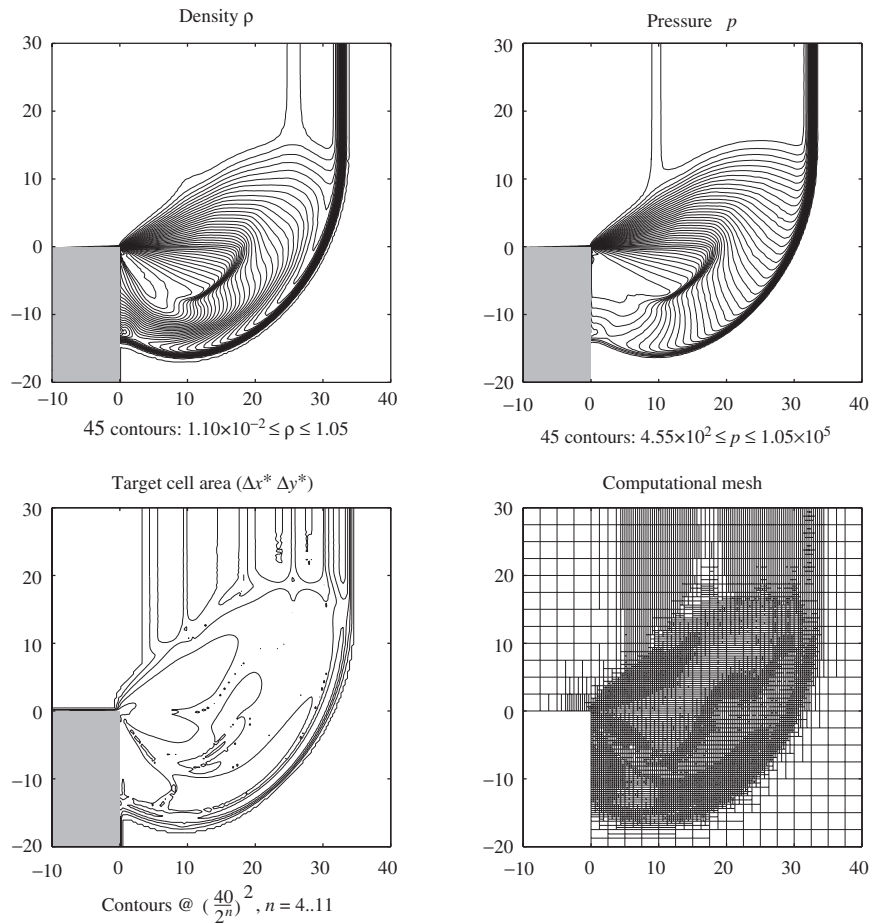 Density ρ
30
20
10
0
−10
−20
−10 0 10 20 30 40
45 contours: 1.10×10⁻² ≤ ρ ≤ 1.05
Pressure p
30
20
10
0
−10
−20
−10 0 10 20 30 40
45 contours: 4.55×10² ≤ p ≤ 1.05×10⁵
Target cell area (Δx* Δy*)
30
20
10
0
−10
−20
−10 0 10 20 30 40
Contours @ (40/2ⁿ)², n = 4..11
Computational mesh
30
20
10
0
−10
−20
−10 0 10 20 30 40